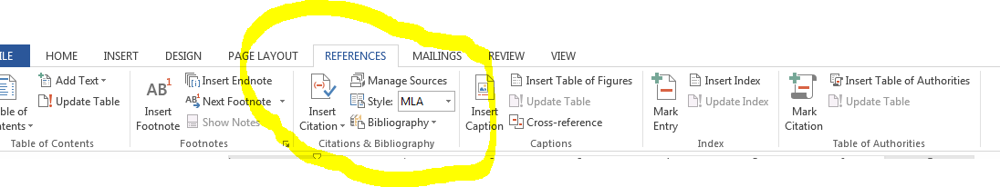 ILE HOME INSERT DESIGN PAGE LAYOUT REFERENCES MAILINGS REVIEW VIEW
able of
ntents
Add Text
Update Table
Table of Contents
AB¹
Insert
Footnote
Insert Endnote
Next Footnote
Show Notes
Footnotes
Insert
Citation
Manage Sources
Style: MLA
Bibliography
Citations & Bibliography
Insert
Caption
Insert Table of Figures
Update Table
Cross-reference
Captions
Mark
Entry
Insert Index
Update Index
Index
Mark
Citation
Insert Table of Authorities
Update Table
Table of Authorities